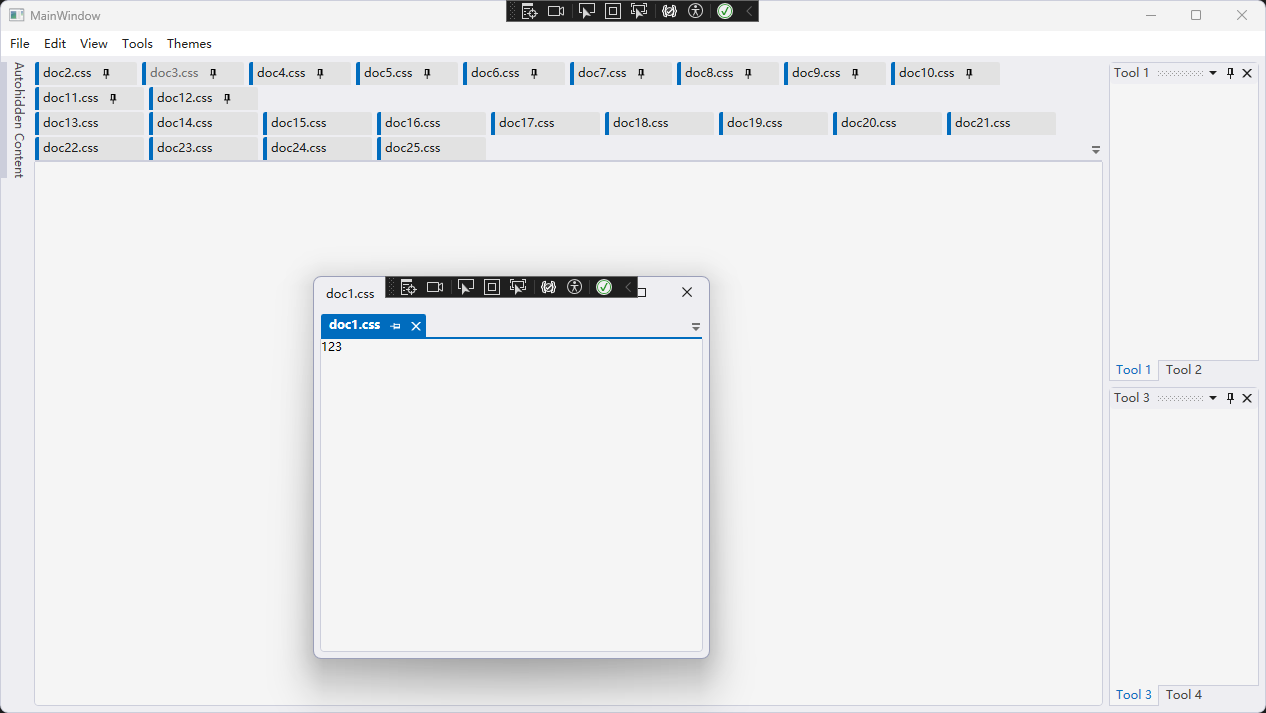 MainWindow
File Edit View Tools Themes
Autohidden Content
doc2.css doc3.css doc4.css doc5.css doc6.css doc7.css doc8.css doc9.css doc10.css
doc11.css doc12.css
doc13.css doc14.css doc15.css doc16.css doc17.css doc18.css doc19.css doc20.css doc21.css
doc22.css doc23.css doc24.css doc25.css
doc1.css
doc1.css
123
Tool 1
Tool 1 Tool 2
Tool 3
Tool 3 Tool 4